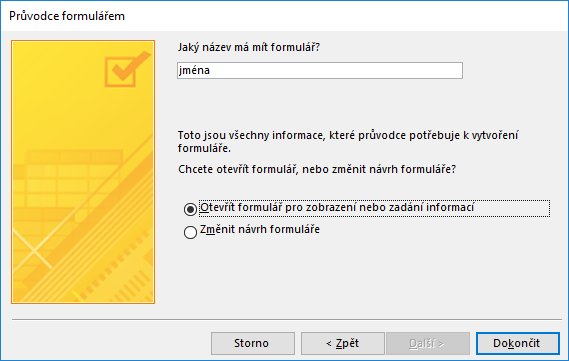 Průvodce formulářem
Jaký název má mít formulář?
jména
Toto jsou všechny informace, které průvodce potřebuje k vytvoření
formuláře.
Chcete otevřít formulář, nebo změnit návrh formuláře?
Otevřít formulář pro zobrazení nebo zadání informací
Změnit návrh formuláře
Storno
< Zpět
Další >
Dokončit